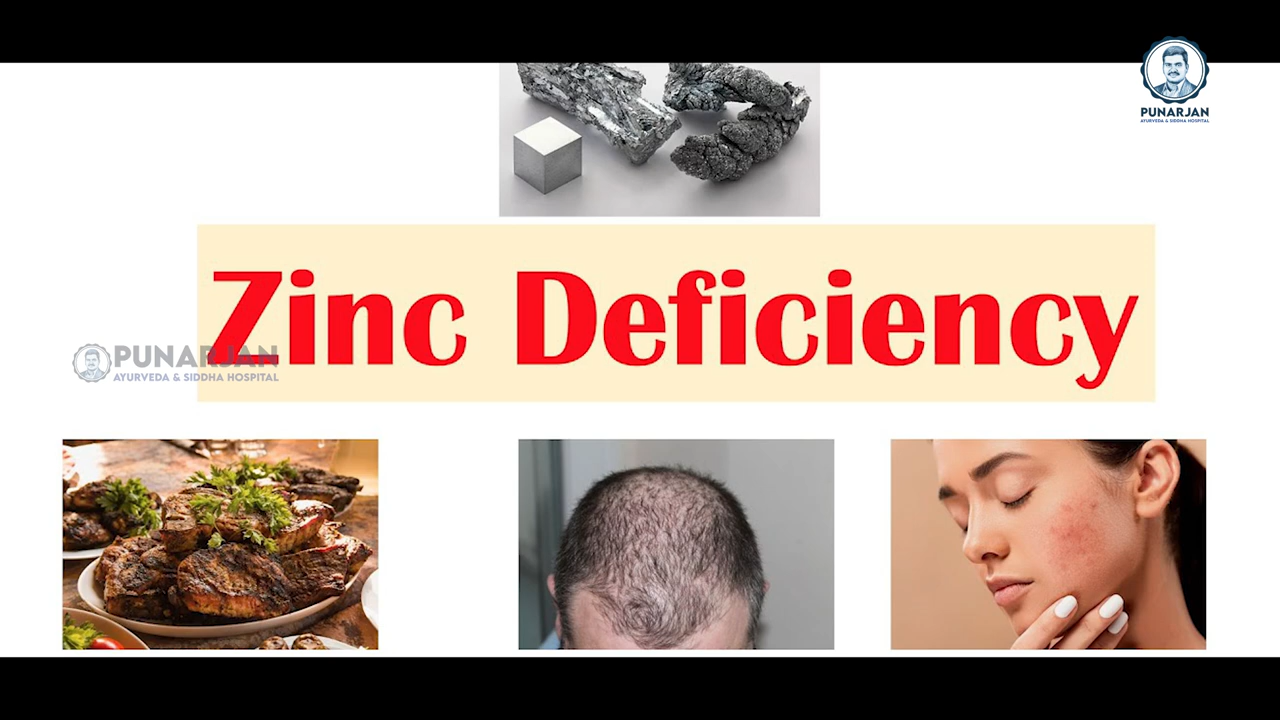 PUNARJAN
AYURVEDA & SIDDHA HOSPITAL
Zinc Deficiency
PUNARJAN
AYURVEDA & SIDDHA HOSPITAL